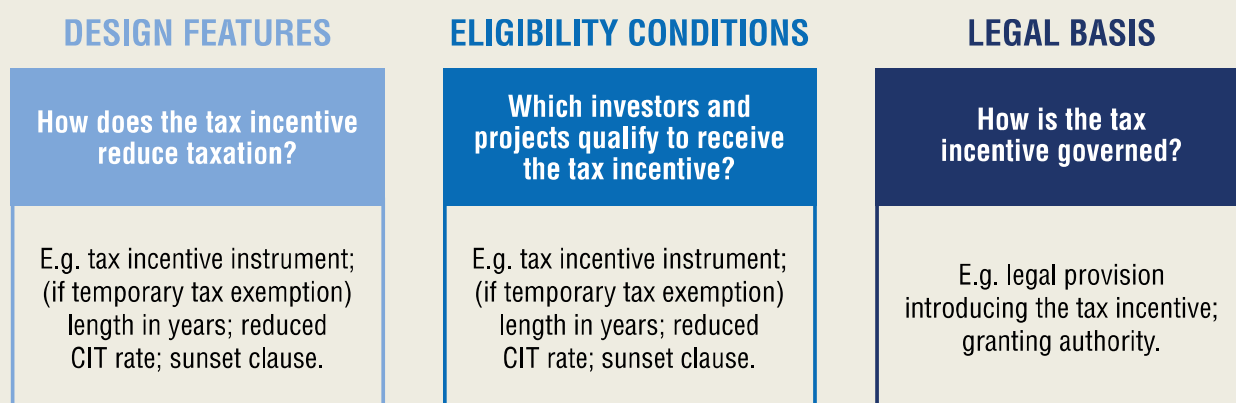 DESIGN FEATURES
How does the tax incentive
reduce taxation?
E.g. tax incentive instrument;
(if temporary tax exemption)
length in years; reduced
CIT rate; sunset clause.
ELIGIBILITY CONDITIONS
Which investors and
projects qualify to receive
the tax incentive?
E.g. tax incentive instrument;
(if temporary tax exemption)
length in years; reduced
CIT rate; sunset clause.
LEGAL BASIS
How is the tax
incentive governed?
E.g. legal provision
introducing the tax incentive;
granting authority.